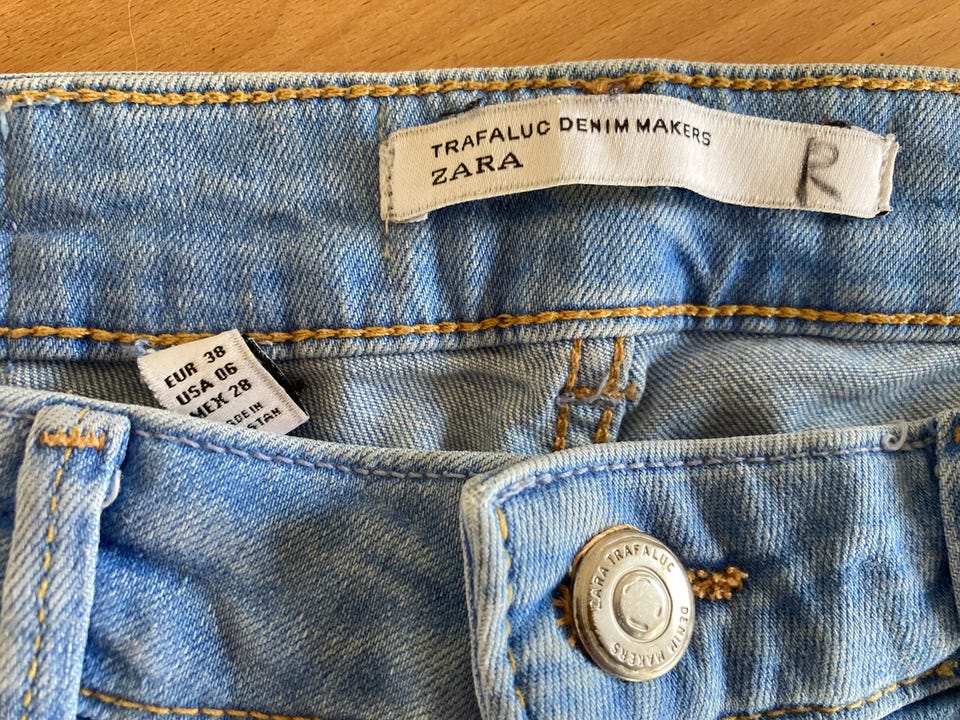 TRAFALUC DENIM MAKERS
ZARA
R
EUR 38
USA 06
MEX 28
ZARA TRAFALUC
DENIM MAKERS